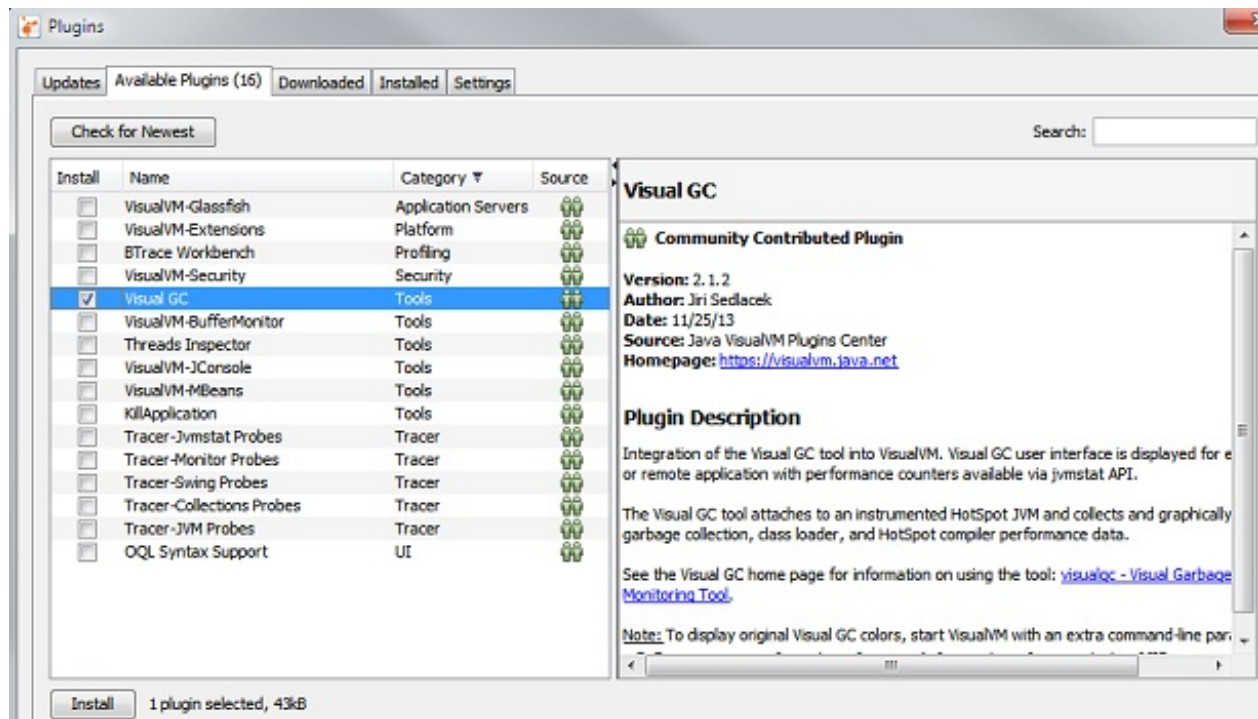 Plugins
Updates Available Plugins (16) Downloaded Installed Settings
Check for Newest Search:
Install Name Category Source
VisualVM-Glassfish Application Servers
VisualVM-Extensions Platform
BTrace Workbench Profiling
VisualVM-Security Security
Visual GC Tools
VisualVM-BufferMonitor Tools
Threads Inspector Tools
VisualVM-JConsole Tools
VisualVM-MBeans Tools
KillApplication Tools
Tracer-Jvmstat Probes Tracer
Tracer-Monitor Probes Tracer
Tracer-Swing Probes Tracer
Tracer-Collections Probes Tracer
Tracer-JVM Probes Tracer
OQL Syntax Support UI
Visual GC
Community Contributed Plugin
Version: 2.1.2
Author: Jiri Sedlacek
Date: 11/25/13
Source: Java VisualVM Plugins Center
Homepage: https://visualvm.java.net
Plugin Description
Integration of the Visual GC tool into VisualVM. Visual GC user interface is displayed for e
or remote application with performance counters available via jvmstat API.
The Visual GC tool attaches to an instrumented HotSpot JVM and collects and graphically
garbage collection, class loader, and HotSpot compiler performance data.
See the Visual GC home page for information on using the tool: visualgc - Visual Garbage
Monitoring Tool.
Note: To display original Visual GC colors, start VisualVM with an extra command-line par
Install 1 plugin selected, 43kB